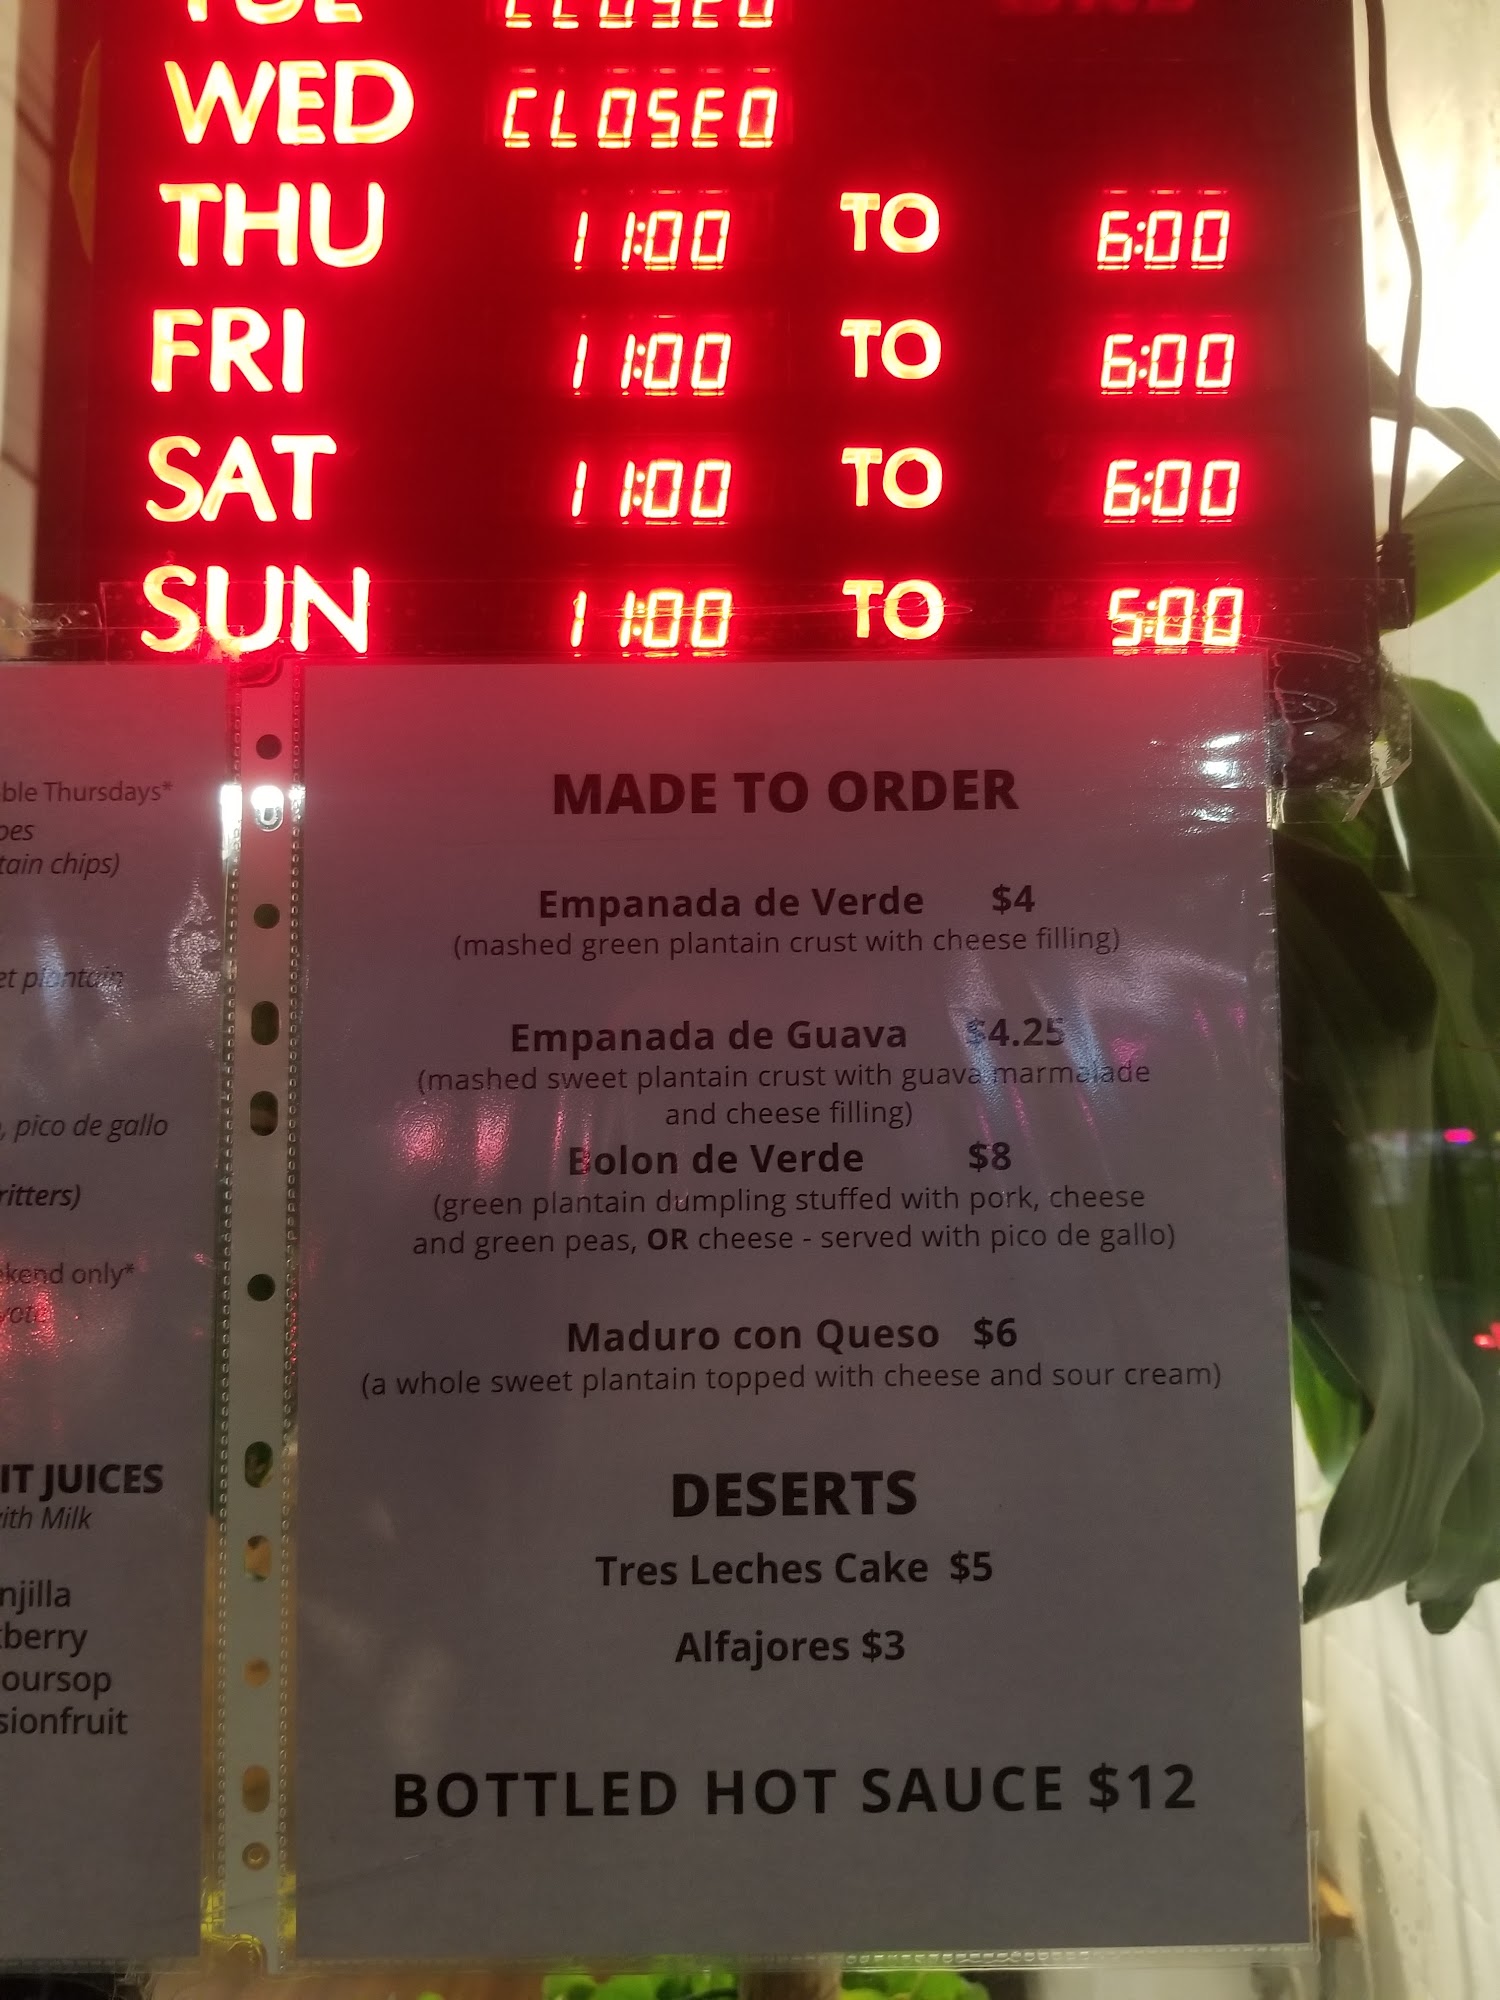 TUE CLOSED
WED CLOSED
THU 11:00 TO 6:00
FRI 11:00 TO 6:00
SAT 11:00 TO 6:00
SUN 11:00 TO 5:00
ble Thursdays*
oes
tain chips)
et plantain
, pico de gallo
ritters)
ekend only*
IT JUICES
ith Milk
njilla
berry
oursop
sionfruit
MADE TO ORDER
Empanada de Verde $4
(mashed green plantain crust with cheese filling)
Empanada de Guava $4.25
(mashed sweet plantain crust with guava marmalade
and cheese filling)
Bolon de Verde $8
(green plantain dumpling stuffed with pork, cheese
and green peas, OR cheese - served with pico de gallo)
Maduro con Queso $6
(a whole sweet plantain topped with cheese and sour cream)
DESERTS
Tres Leches Cake $5
Alfajores $3
BOTTLED HOT SAUCE $12